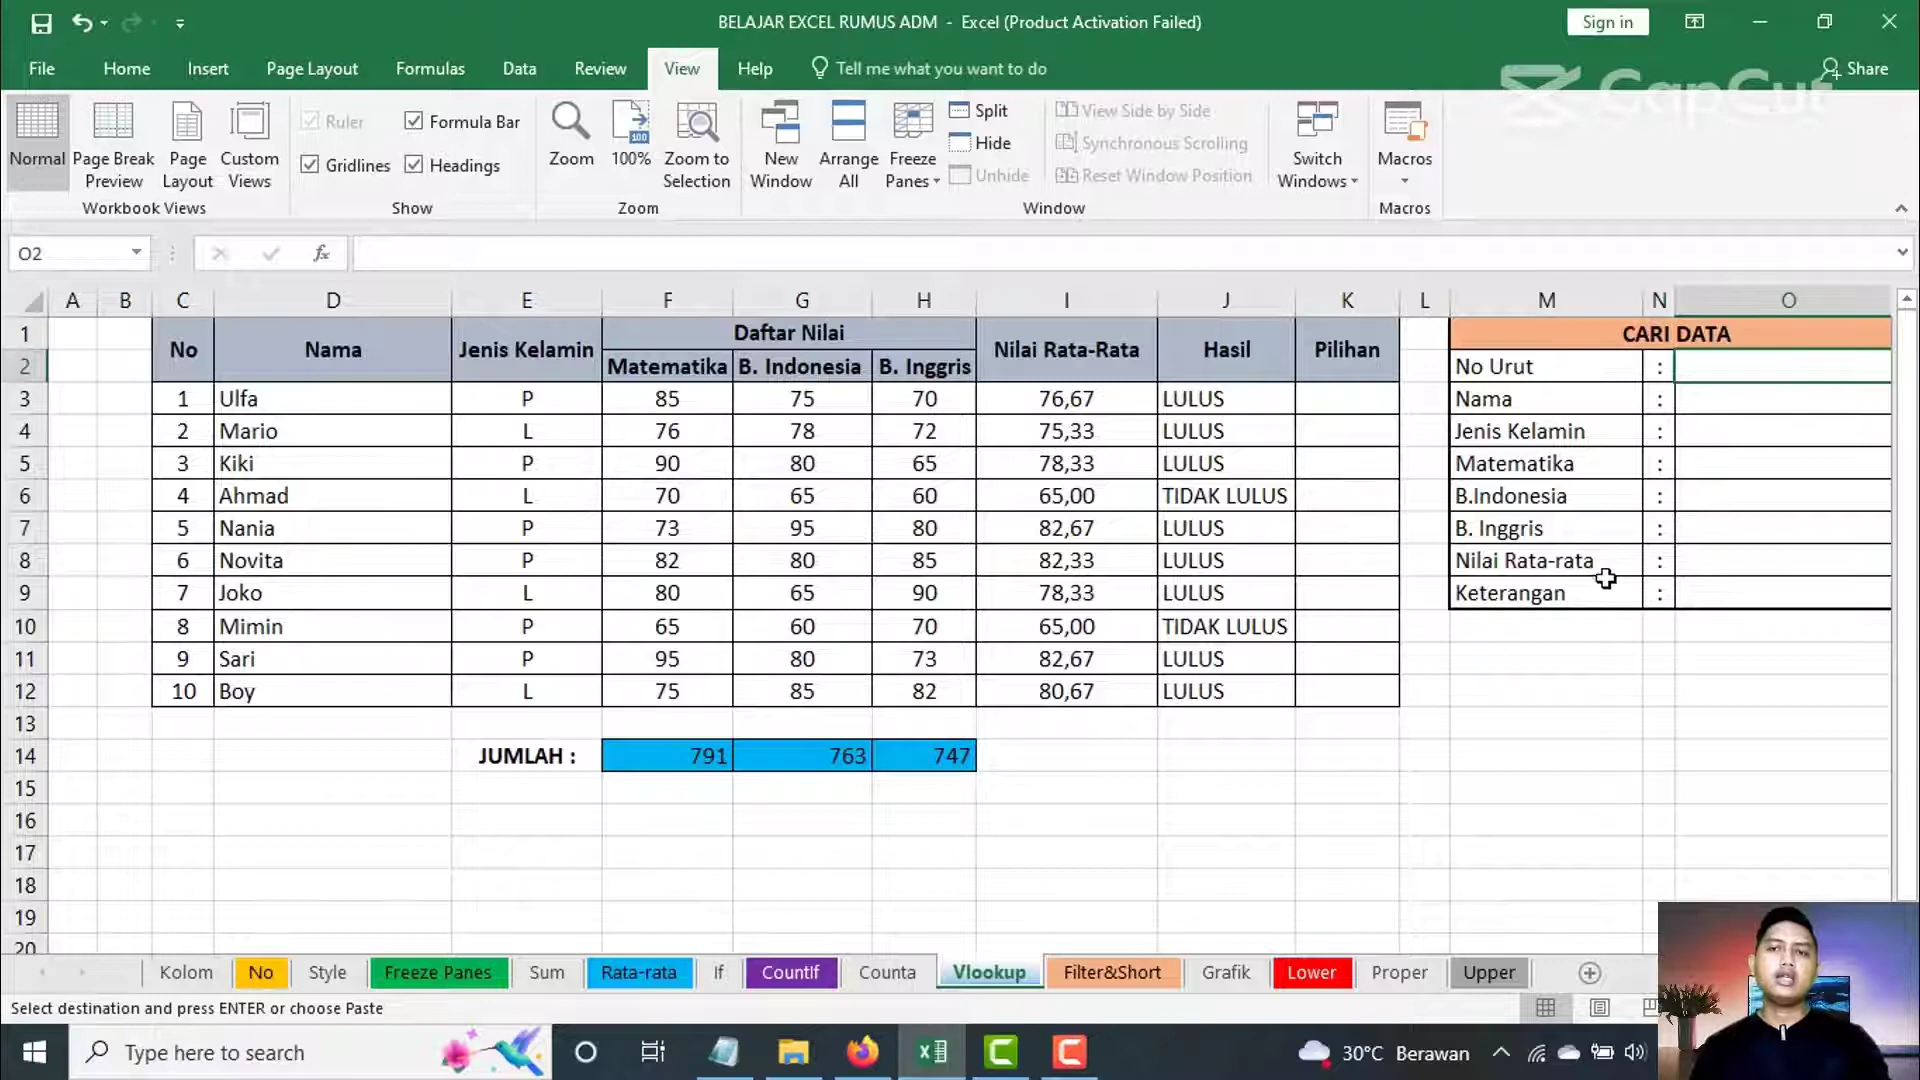 BELAJAR EXCEL RUMUS ADM - Excel (Product Activation Failed)
Sign in
File Home Insert Page Layout Formulas Data Review View Help Tell me what you want to do Share
CapCut
Normal Page Break Preview Page Layout Custom Views
Workbook Views
Ruler Formula Bar
Gridlines Headings
Show
Zoom 100% Zoom to Selection
100
Zoom
New Window Arrange All Freeze Panes
Split
Hide
Unhide
View Side by Side
Synchronous Scrolling
Reset Window Position
Window
Switch Windows
Macros
Macros
O2 fx
A B C D E F G H I J K L M N O
1 No Nama Jenis Kelamin Daftar Nilai Nilai Rata-Rata Hasil Pilihan CARI DATA
2 Matematika B. Indonesia B. Inggris No Urut :
3 1 Ulfa P 85 75 70 76,67 LULUS Nama :
4 2 Mario L 76 78 72 75,33 LULUS Jenis Kelamin :
5 3 Kiki P 90 80 65 78,33 LULUS Matematika :
6 4 Ahmad L 70 65 60 65,00 TIDAK LULUS B.Indonesia :
7 5 Nania P 73 95 80 82,67 LULUS B. Inggris :
8 6 Novita P 82 80 85 82,33 LULUS Nilai Rata-rata :
9 7 Joko L 80 65 90 78,33 LULUS Keterangan :
10 8 Mimin P 65 60 70 65,00 TIDAK LULUS
11 9 Sari P 95 80 73 82,67 LULUS
12 10 Boy L 75 85 82 80,67 LULUS
13
14 JUMLAH : 791 763 747
15
16
17
18
19
20
Kolom No Style Freeze Panes Sum Rata-rata If CountIf Counta Vlookup Filter&Short Grafik Lower Proper Upper
Select destination and press ENTER or choose Paste
Type here to search
30°C Berawan